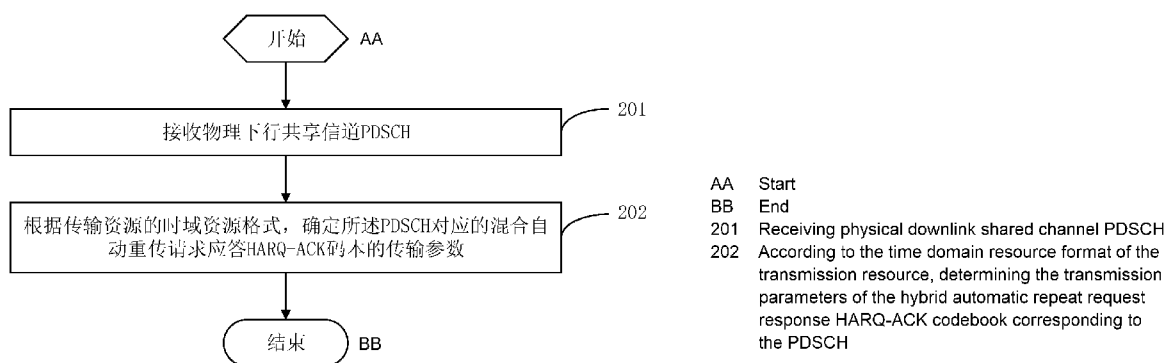 开始
AA
201
接收物理下行共享信道PDSCH
202
根据传输资源的时域资源格式，确定所述PDSCH对应的混合自
动重传请求应答HARQ-ACK码本的传输参数
结束
BB
AA Start
BB End
201 Receiving physical downlink shared channel PDSCH
202 According to the time domain resource format of the
transmission resource, determining the transmission
parameters of the hybrid automatic repeat request
response HARQ-ACK codebook corresponding to
the PDSCH